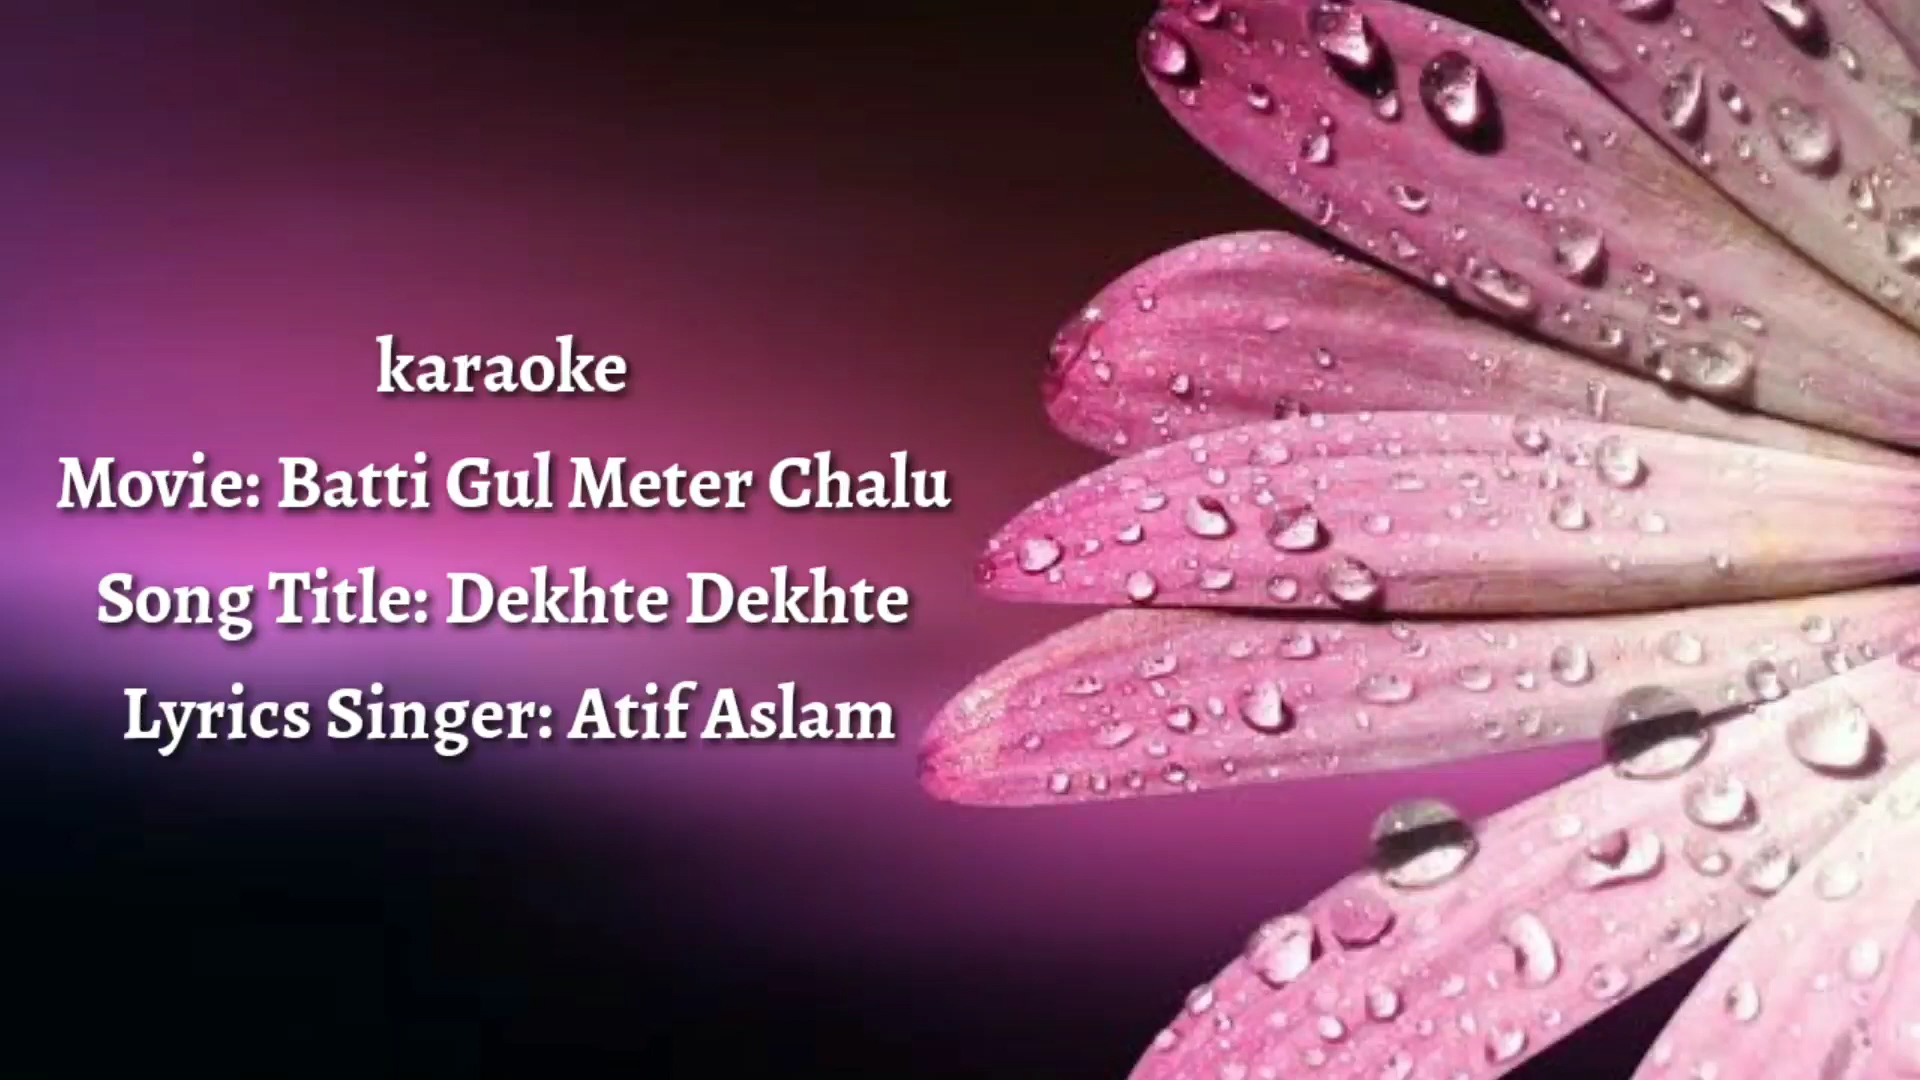 karaoke
Movie: Batti Gul Meter Chalu
Song Title: Dekhte Dekhte
Lyrics Singer: Atif Aslam